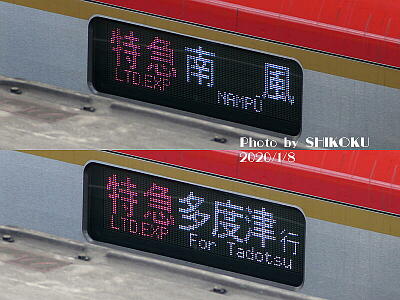 特急 南風
LTD.EXP NAMPŪ
Photo by SHIKOKU
2020/1/8
特急 多度津行
LTD.EXP For Tadotsu